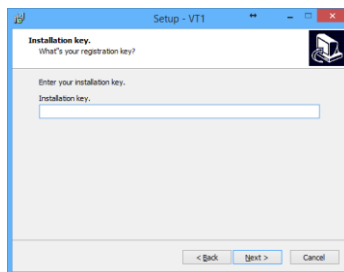 Setup - VT1
Installation key.
What"s your registration key?
Enter your installation key.
Installation key.
< Back
Next >
Cancel